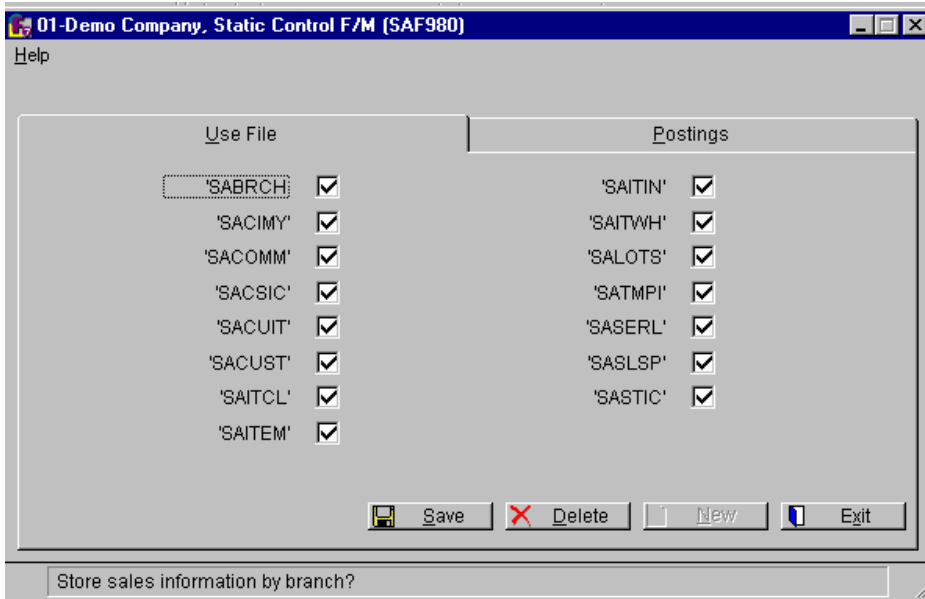 01-Demo Company, Static Control F/M (SAF980)
Help
Use File
Postings
'SABRCH
'SAITIN'
'SACIMY'
'SAITWH'
'SACOMM'
'SALOTS'
'SACSIC'
'SATMPI'
'SACUIT'
'SASERL'
'SACUST'
'SASLSP'
'SAITCL'
'SASTIC'
'SAITEM'
Save
Delete
New
Exit
Store sales information by branch?